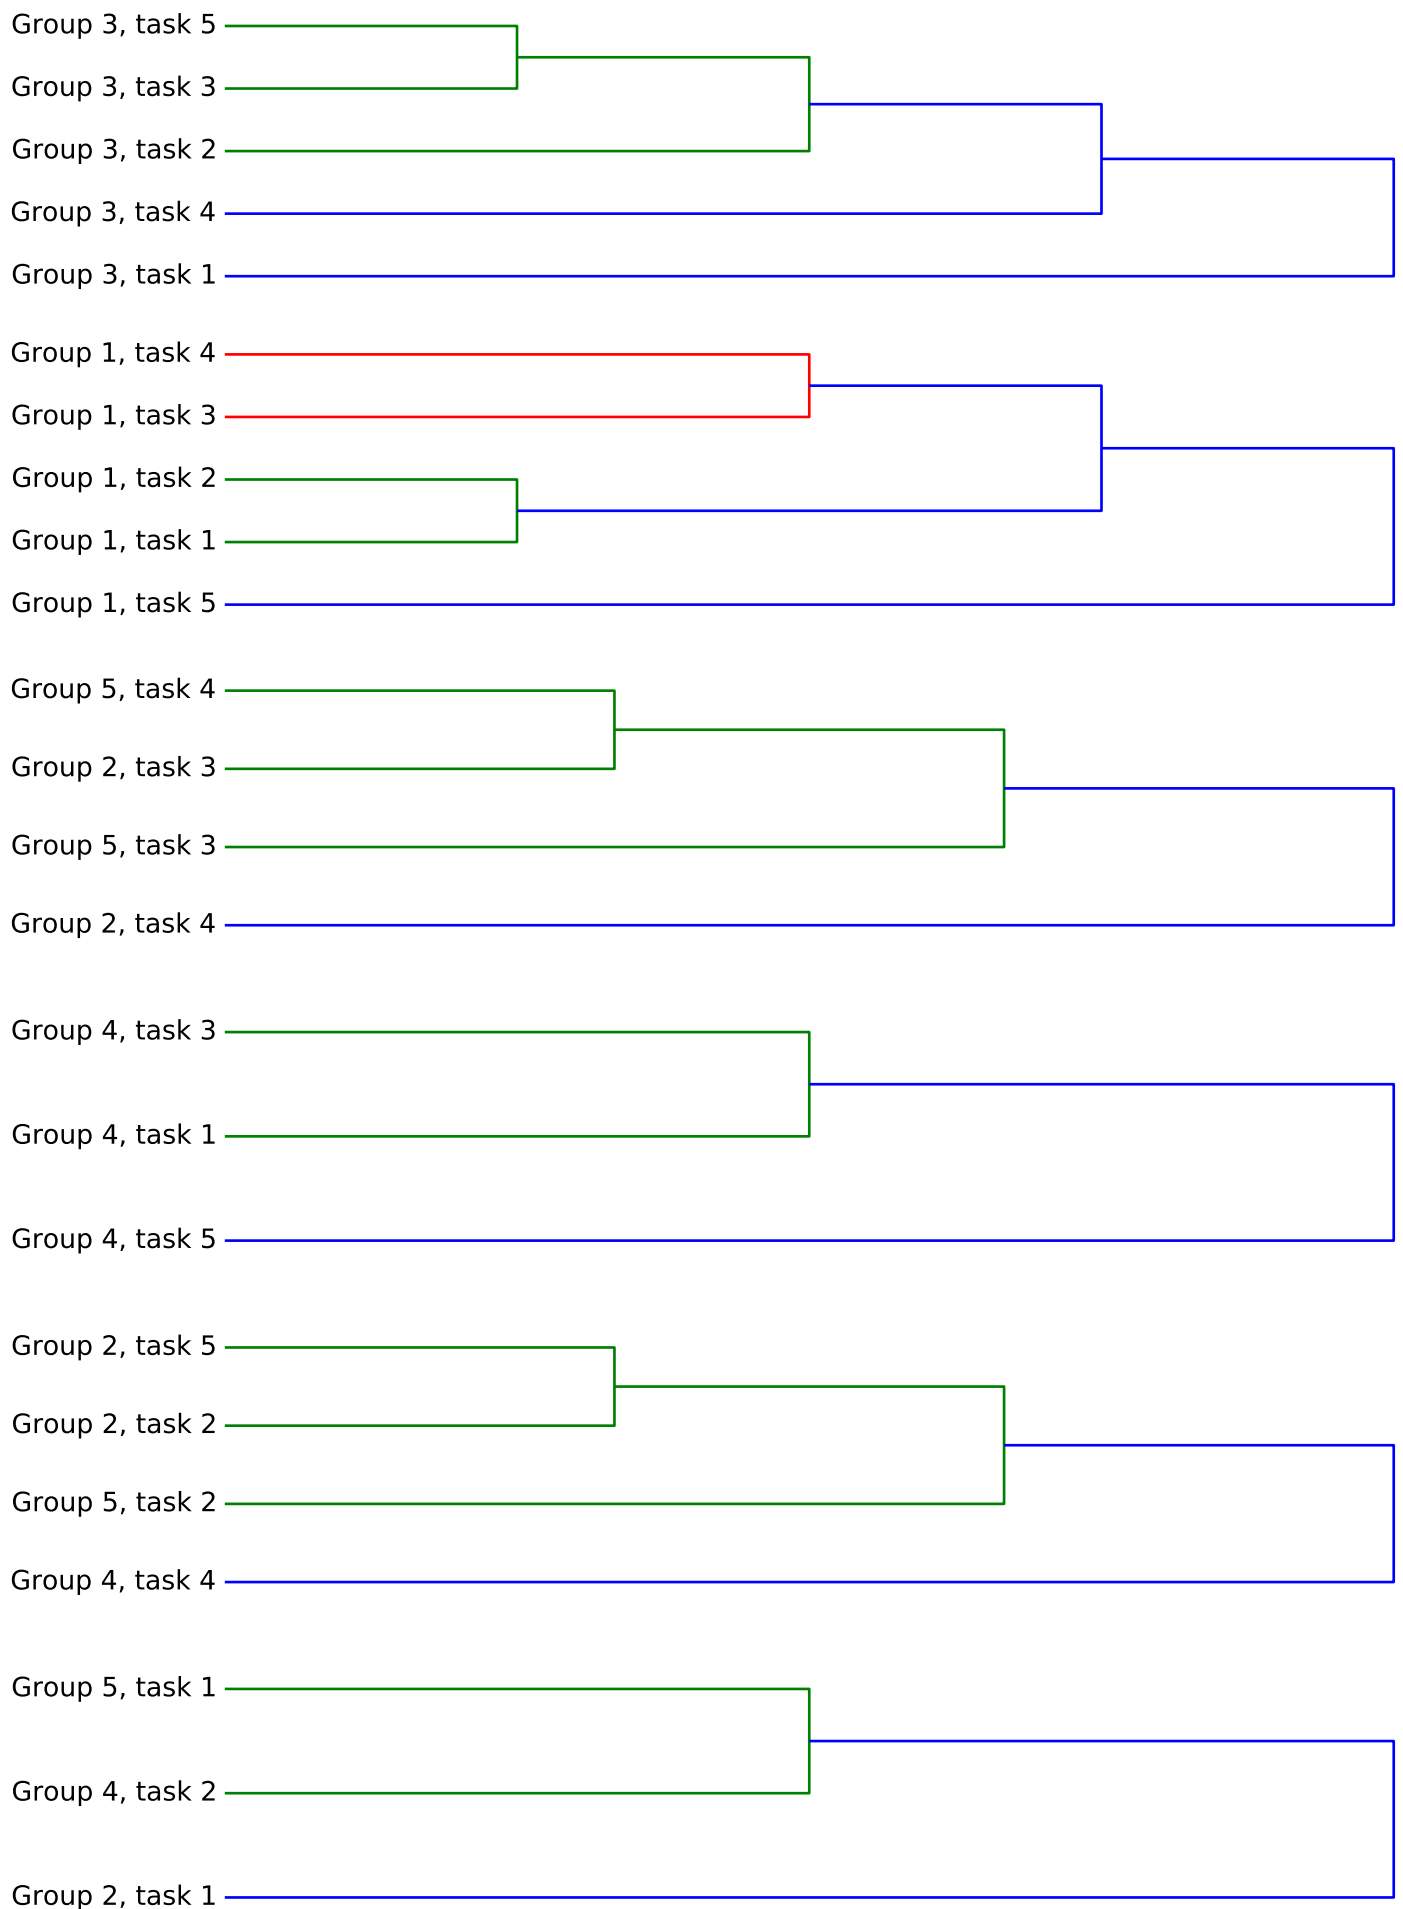 Group 3, task 5
Group 3, task 3
Group 3, task 2
Group 3, task 4
Group 3, task 1
Group 1, task 4
Group 1, task 3
Group 1, task 2
Group 1, task 1
Group 1, task 5
Group 5, task 4
Group 2, task 3
Group 5, task 3
Group 2, task 4
Group 4, task 3
Group 4, task 1
Group 4, task 5
Group 2, task 5
Group 2, task 2
Group 5, task 2
Group 4, task 4
Group 5, task 1
Group 4, task 2
Group 2, task 1